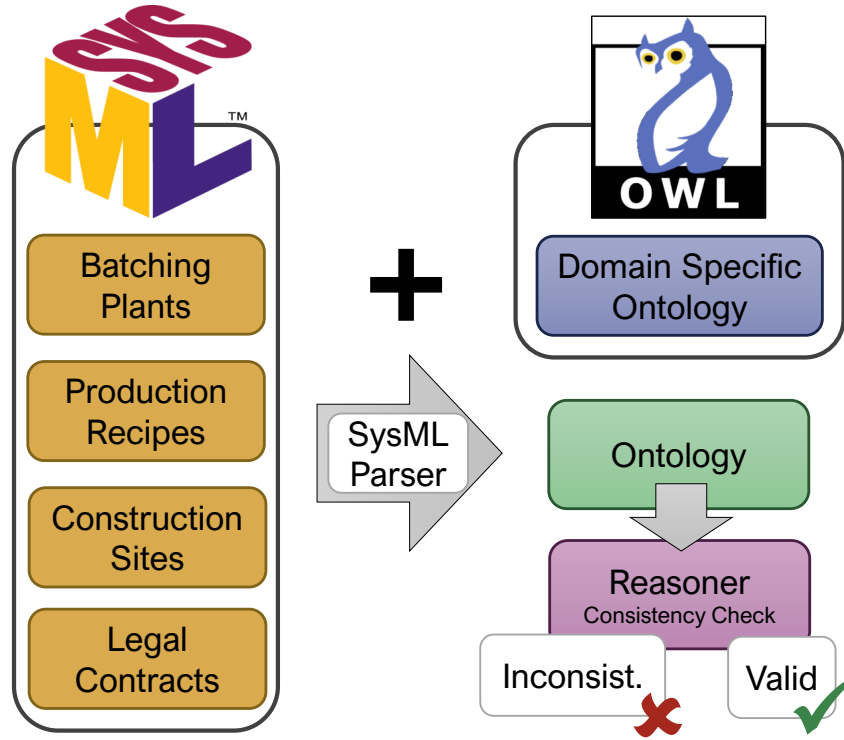 SYS
ML
™
Batching
Plants
Production
Recipes
Construction
Sites
Legal
Contracts
SysML
Parser
OWL
Domain Specific
Ontology
Ontology
Reasoner
Consistency Check
Inconsist.
Valid